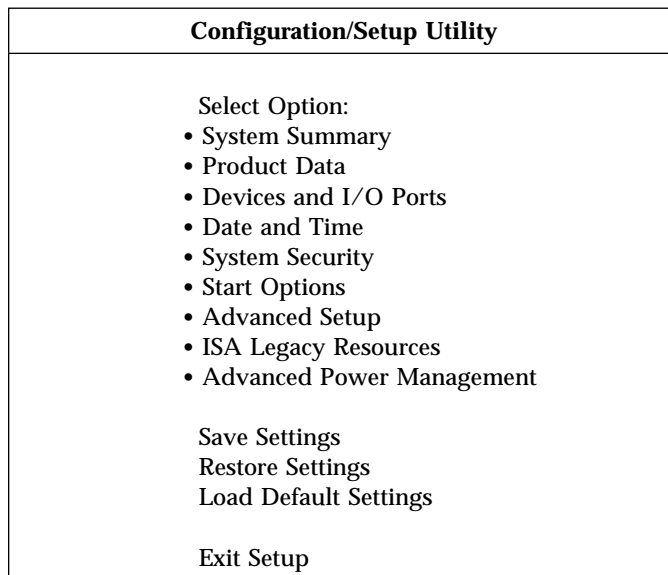 Configuration/Setup Utility
Select Option:
• System Summary
• Product Data
• Devices and I/O Ports
• Date and Time
• System Security
• Start Options
• Advanced Setup
• ISA Legacy Resources
• Advanced Power Management
Save Settings
Restore Settings
Load Default Settings
Exit Setup